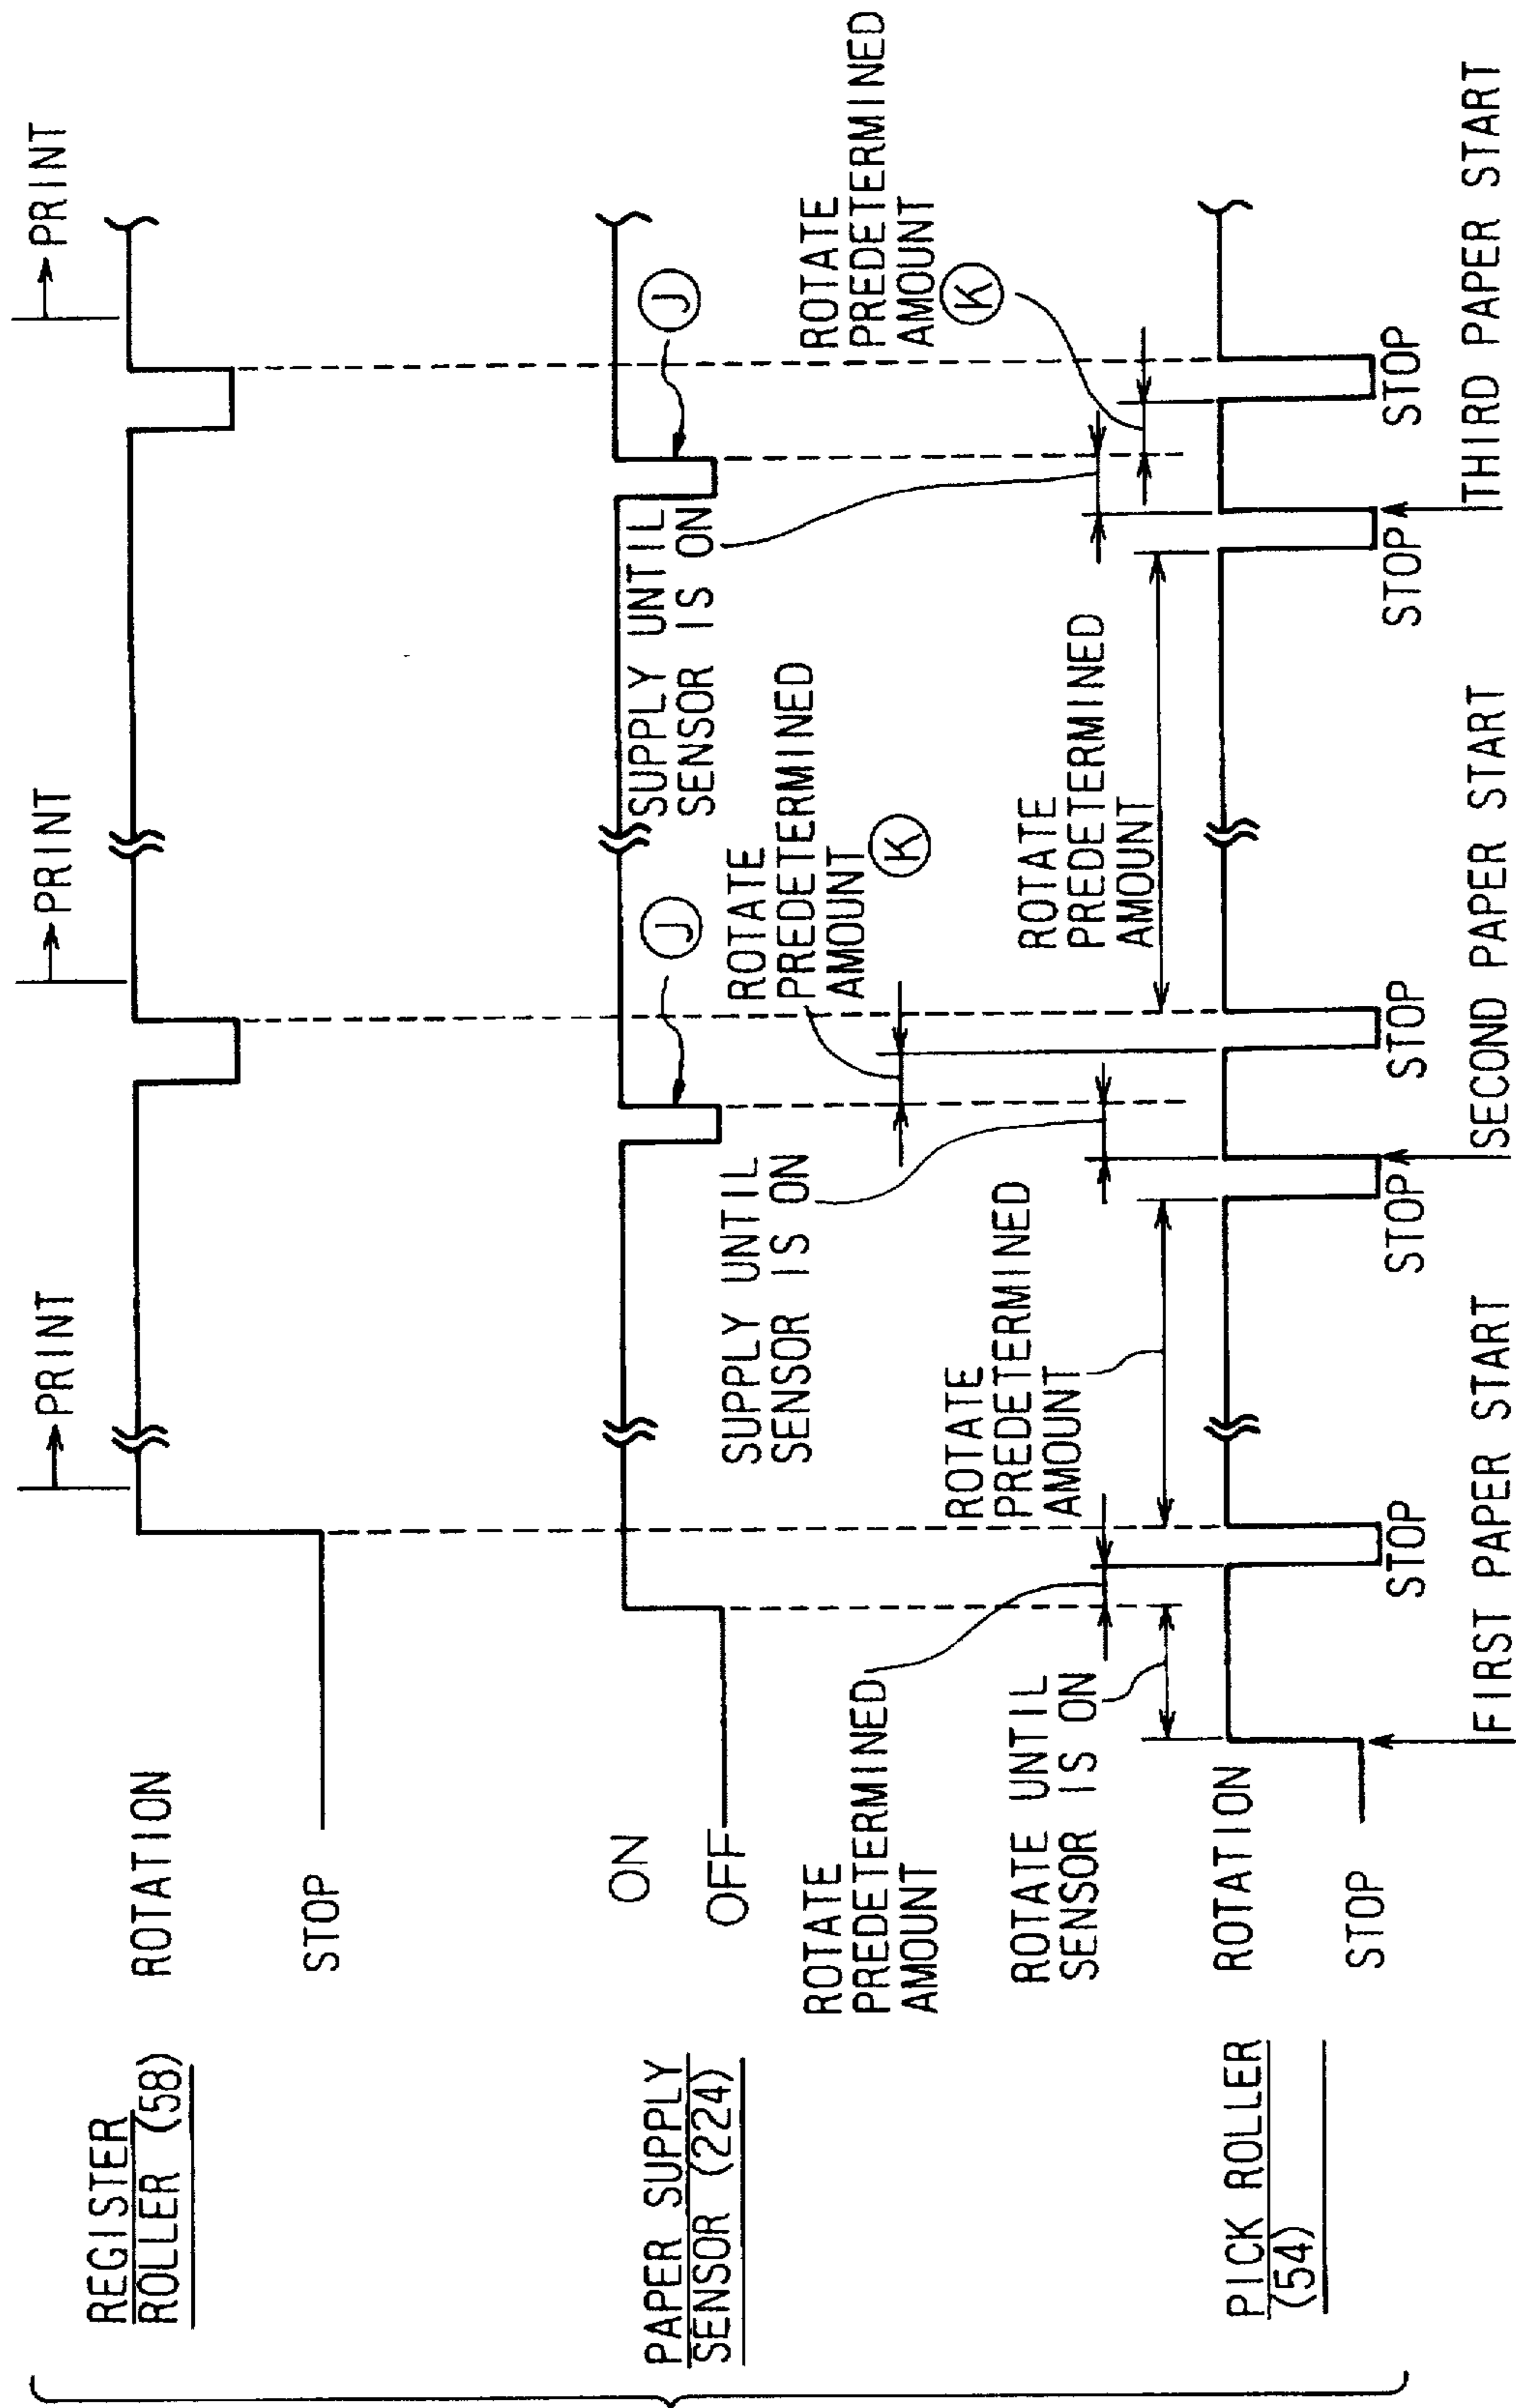 REGISTER
ROLLER (58)
ROTATION
STOP
PRINT
PRINT
PRINT
PAPER SUPPLY
SENSOR (224)
ON
OFF
J
J
SUPPLY UNTIL
SENSOR IS ON
SUPPLY UNTIL
SENSOR IS ON
ROTATE
PREDETERMINED
AMOUNT
K
ROTATE
PREDETERMINED
AMOUNT
K
ROTATE
PREDETERMINED
AMOUNT
ROTATE UNTIL
SENSOR IS ON
ROTATE
PREDETERMINED
AMOUNT
ROTATE
PREDETERMINED
AMOUNT
PICK ROLLER
(54)
ROTATION
STOP
STOP
STOP
STOP
STOP
STOP
FIRST PAPER START
SECOND PAPER START
THIRD PAPER START